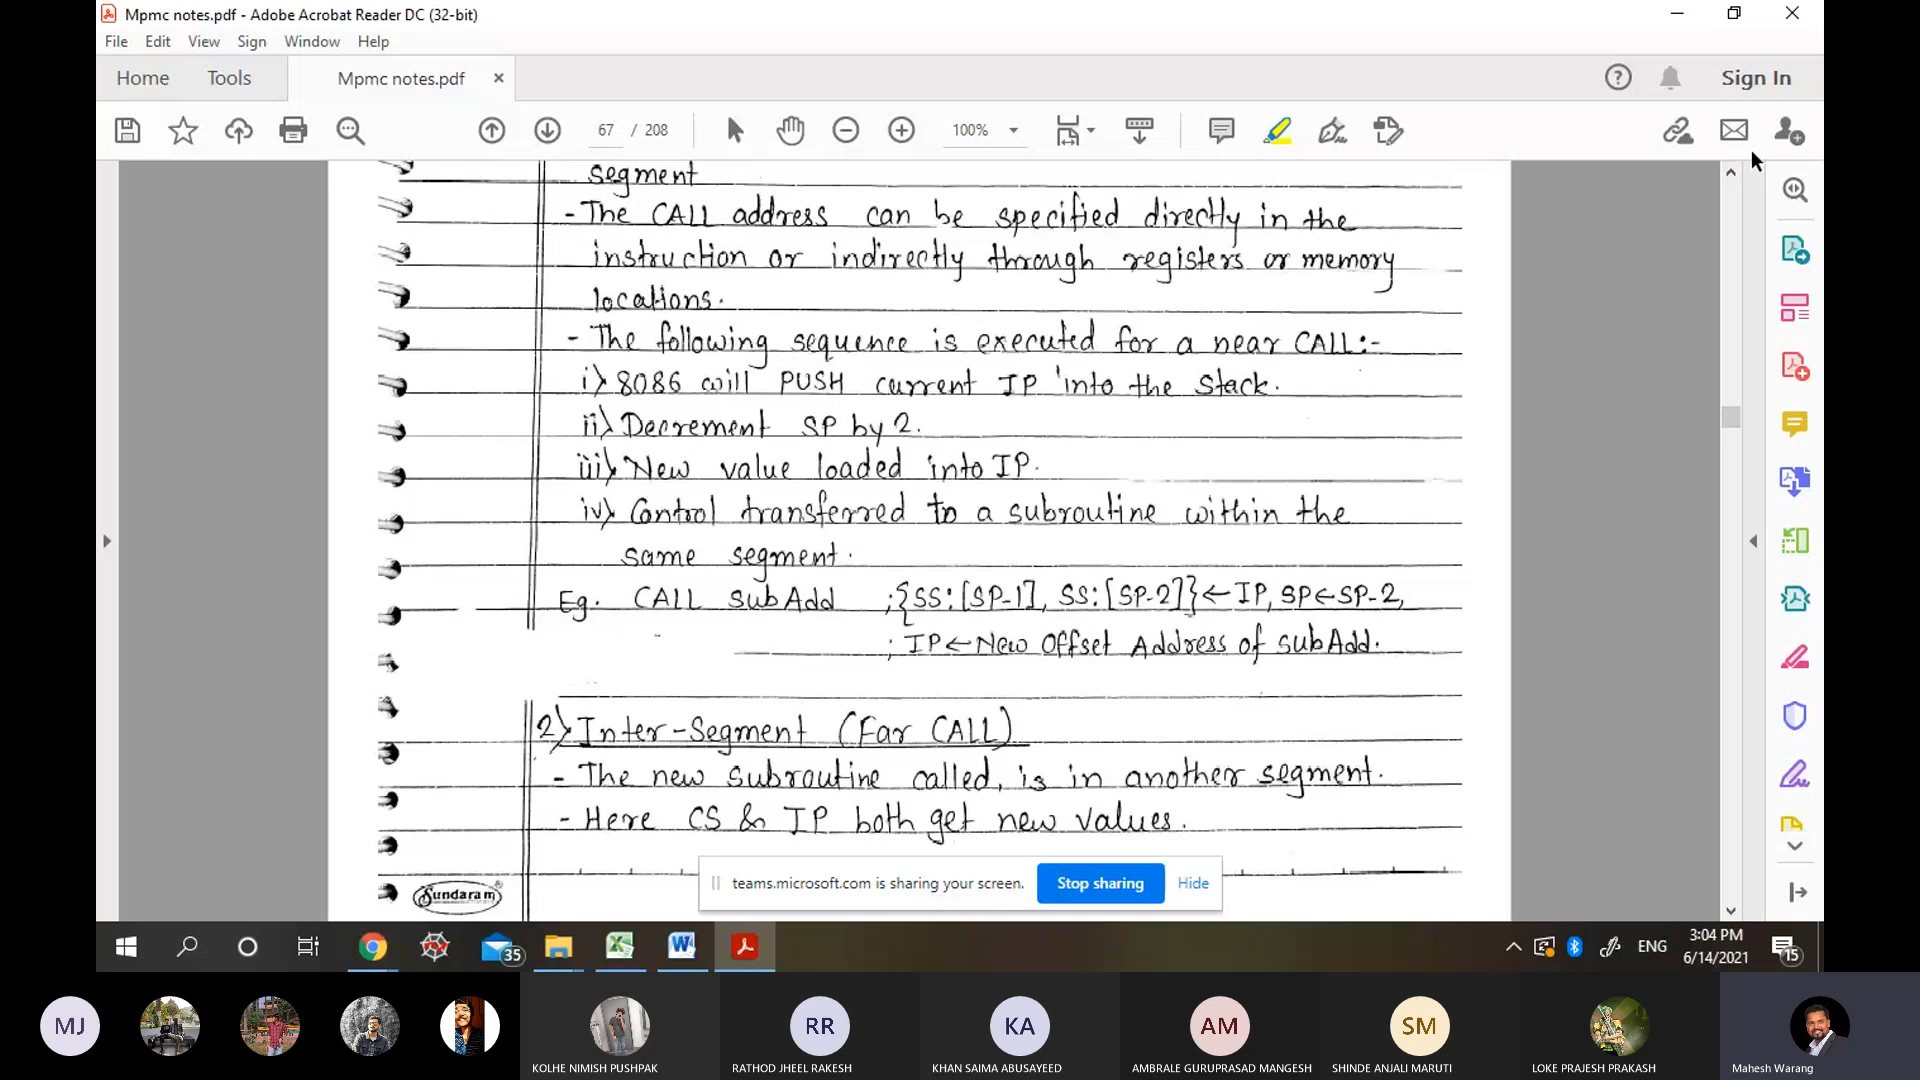 Mpmc notes.pdf - Adobe Acrobat Reader DC (32-bit)
File Edit View Sign Window Help
Home Tools Mpmc notes.pdf × Sign In
67 / 208 100%
segment
- The CALL address can be specified directly in the
instruction or indirectly through registers or memory
locations.
- The following sequence is executed for a near CALL:-
i) 8086 will PUSH current IP into the Stack.
ii) Decrement SP by 2.
iii) New value loaded into IP.
iv) Control transferred to a subroutine within the
same segment.
Eg. CALL subAdd ;{SS:[SP-1], SS:[SP-2]}←IP, SP←SP-2,
; IP←New Offset Address of subAdd.
2) Inter-Segment (Far CALL)
- The new subroutine called, is in another segment.
- Here CS & IP both get new values.
Sundaram
teams.microsoft.com is sharing your screen. Stop sharing Hide
35
ENG
3:04 PM
6/14/2021
15
MJ RR KA AM SM
KOLHE NIMISH PUSHPAK RATHOD JHEEL RAKESH KHAN SAIMA ABUSAYEED AMBRALE GURUPRASAD MANGESH SHINDE ANJALI MARUTI LOKE PRAJESH PRAKASH Mahesh Warang